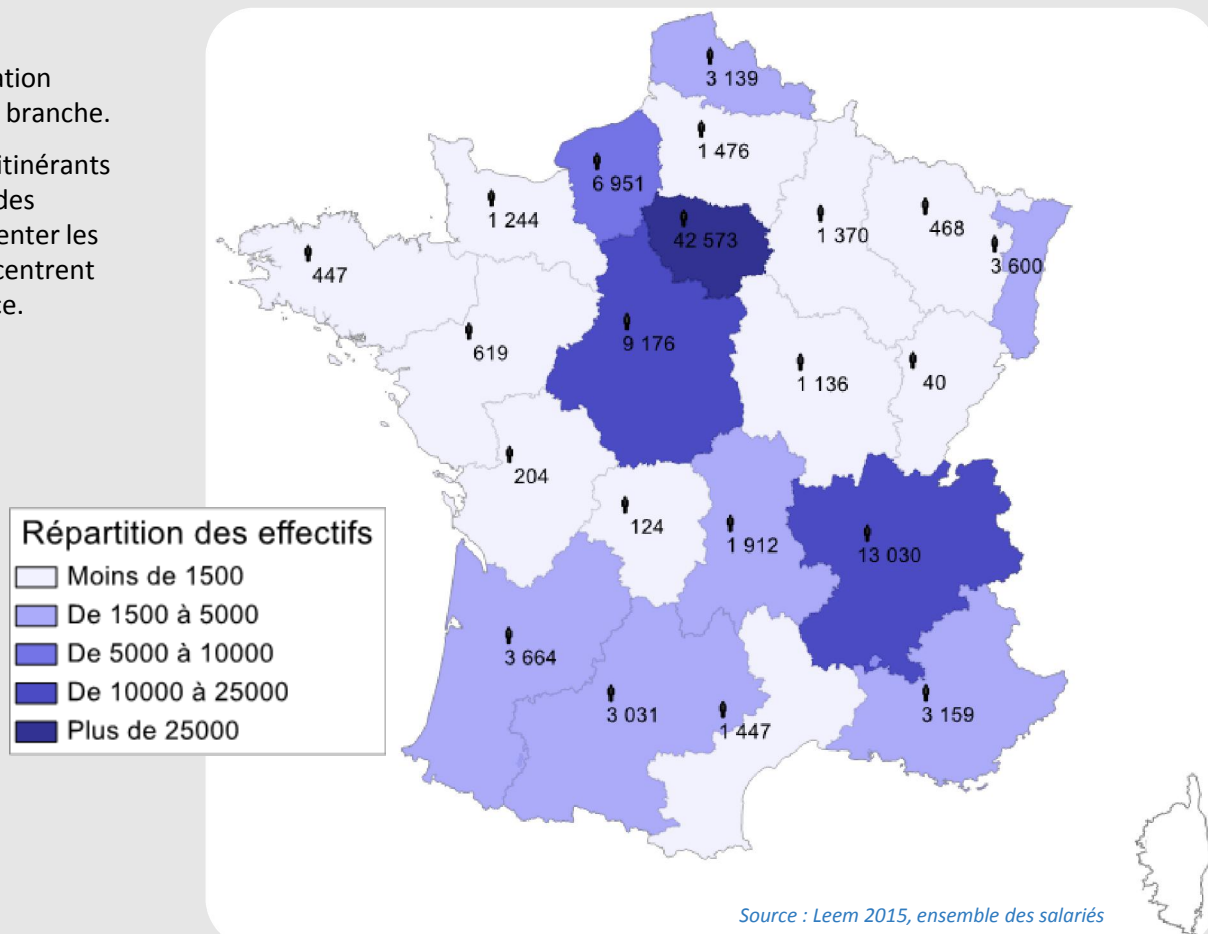 ation
branche.
itinérants
des
enter les
centrent
ce.
3 139
1 476
6 951
1 244
42 573
1 370
468
3 600
447
619
9 176
1 136
40
204
124
1 912
13 030
3 664
3 031
1 447
3 159
Répartition des effectifs
Moins de 1500
De 1500 à 5000
De 5000 à 10000
De 10000 à 25000
Plus de 25000
Source : Leem 2015, ensemble des salariés